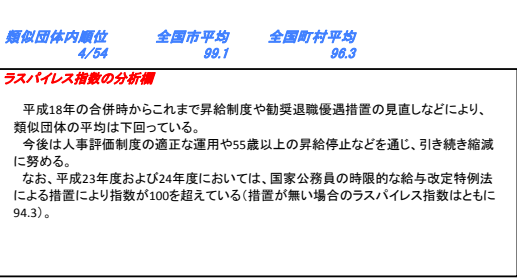 類似団体内順位 全国市平均 全国町村平均
4/54 99.1 96.3
ラスパイレス指数の分析欄
平成18年の合併時からこれまで昇給制度や勧奨退職優遇措置の見直しなどにより、
類似団体の平均は下回っている。
今後は人事評価制度の適正な運用や55歳以上の昇給停止などを通じ、引き続き縮減
に努める。
なお、平成23年度および24年度においては、国家公務員の時限的な給与改定特例法
による措置により指数が100を超えている(措置が無い場合のラスパイレス指数はともに
94.3)。